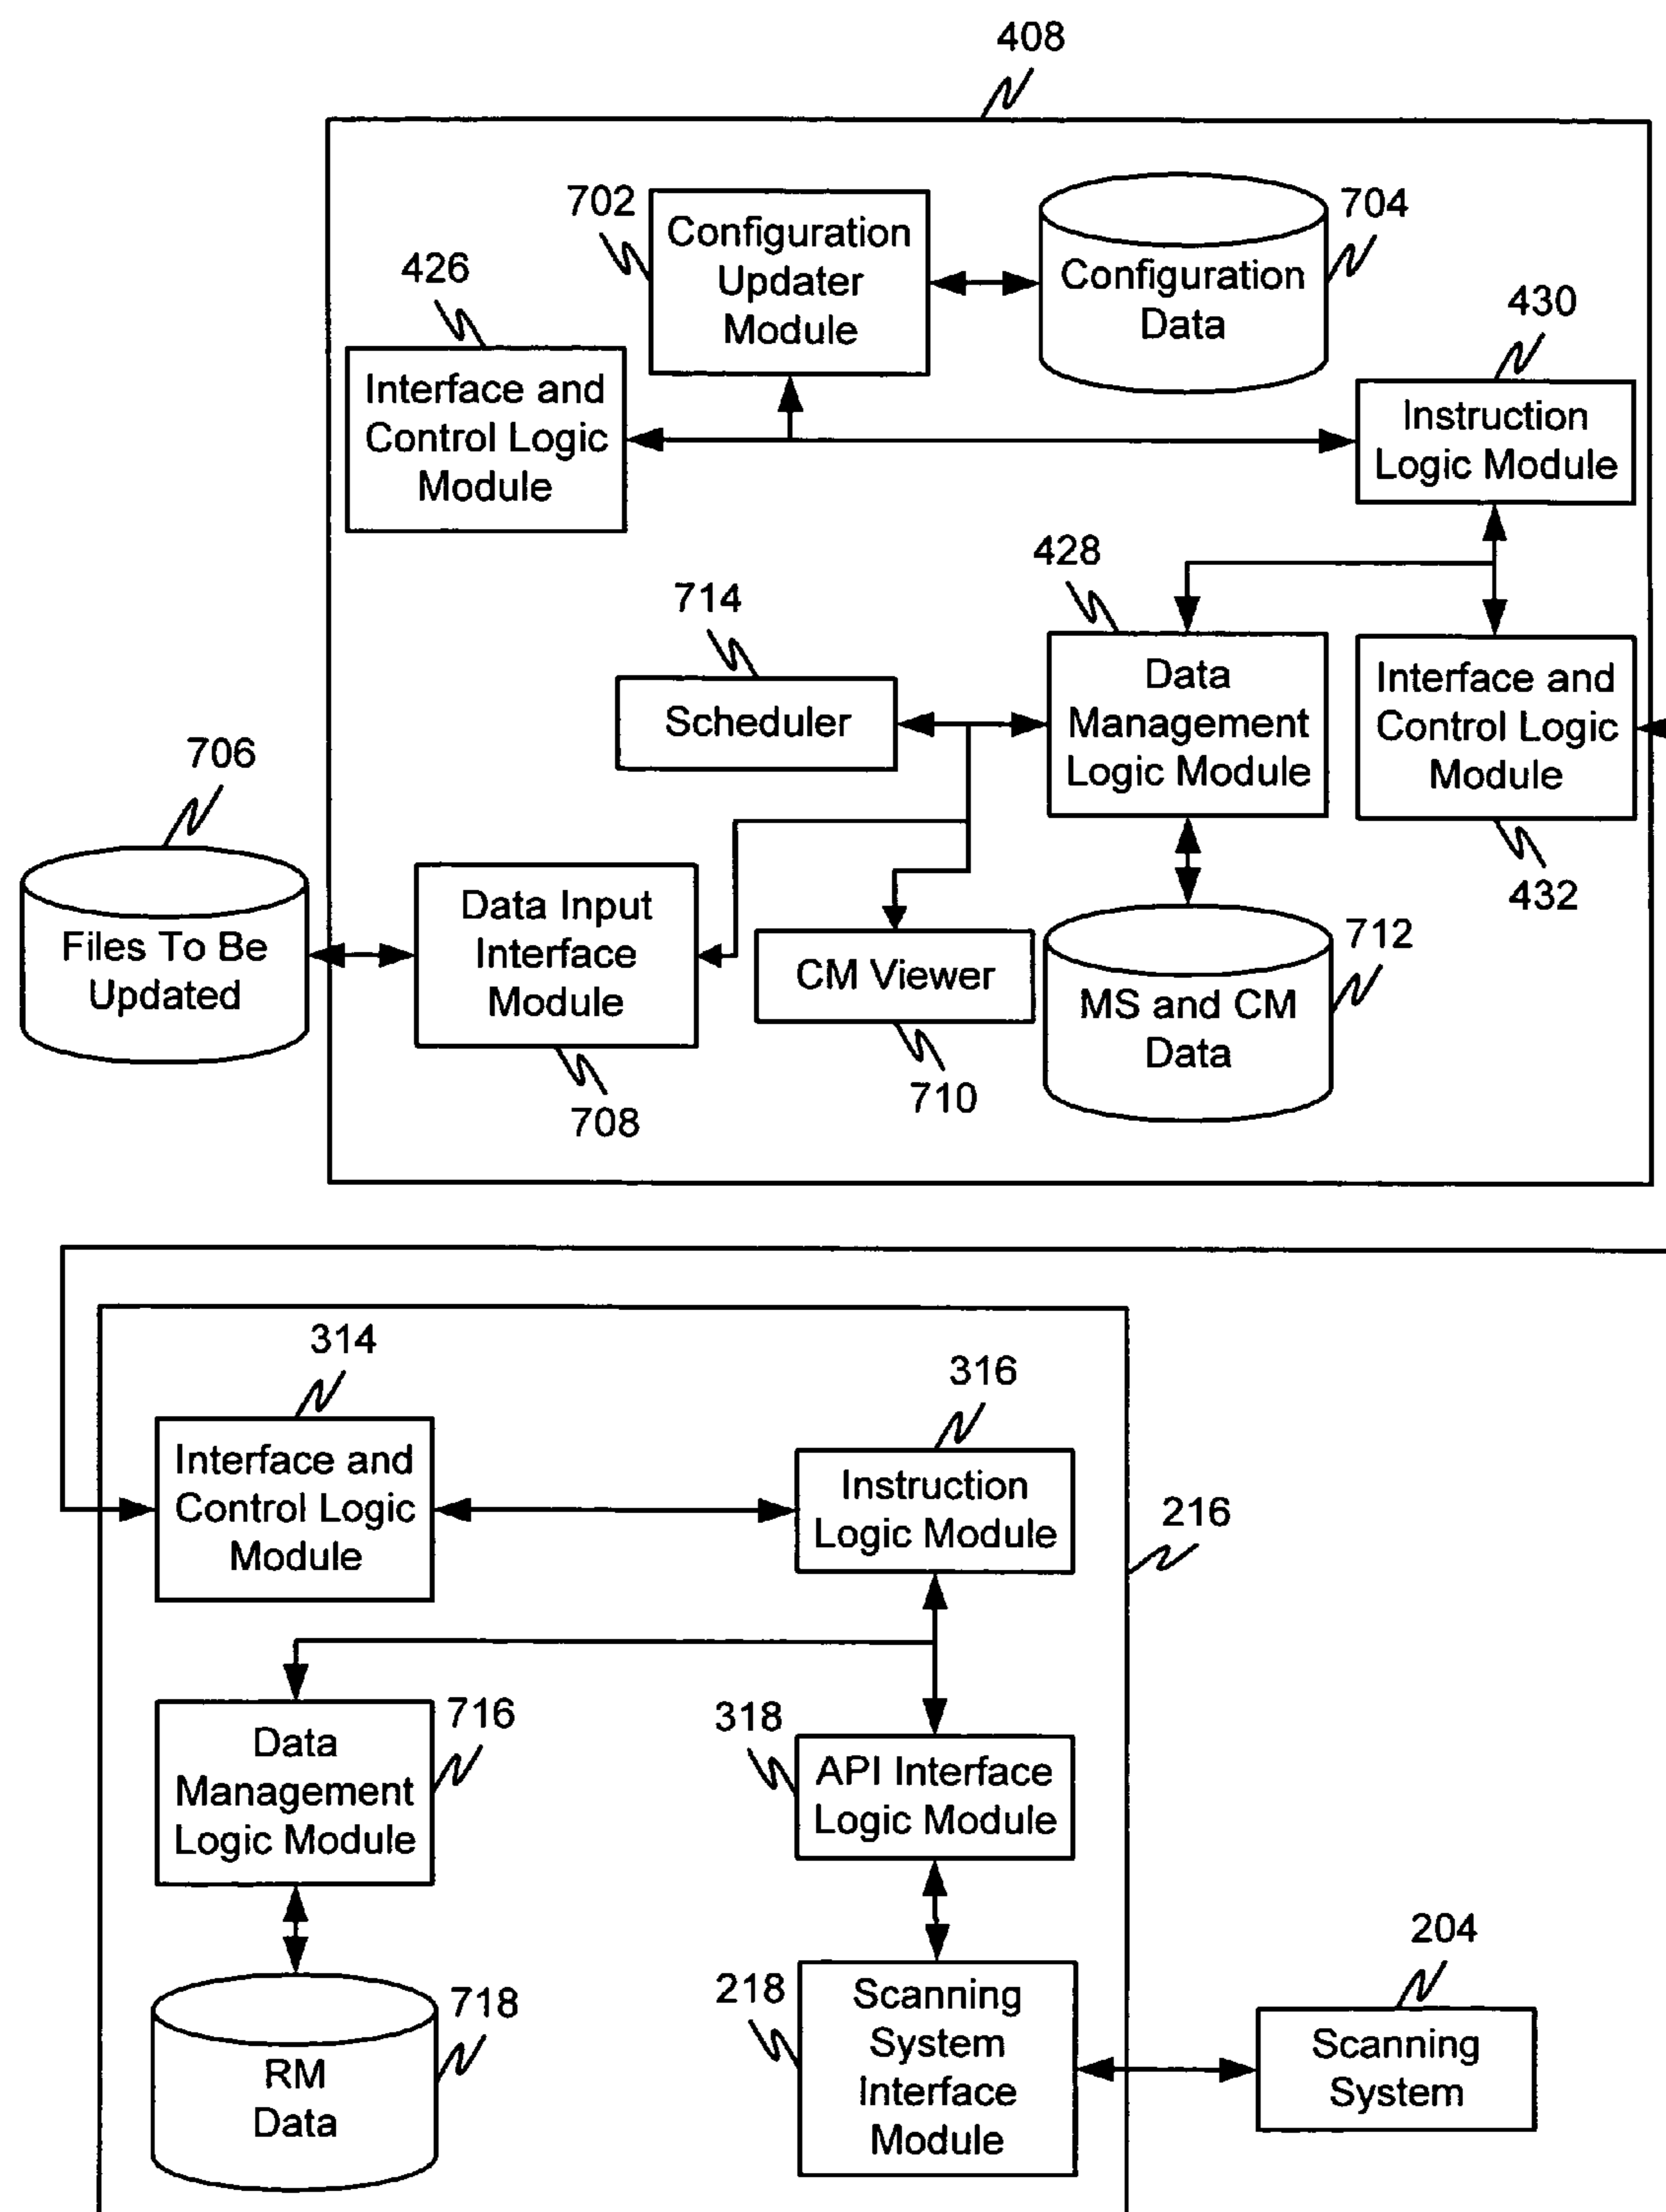 408
702
Configuration
Updater
Module
704
Configuration
Data
426
Interface and
Control Logic
Module
430
Instruction
Logic Module
428
Data
Management
Logic Module
714
Scheduler
Interface and
Control Logic
Module
432
706
Files To Be
Updated
Data Input
Interface
Module
708
CM Viewer
710
712
MS and CM
Data
314
Interface and
Control Logic
Module
316
Instruction
Logic Module
216
716
Data
Management
Logic Module
318
API Interface
Logic Module
718
RM
Data
218
Scanning
System
Interface
Module
204
Scanning
System